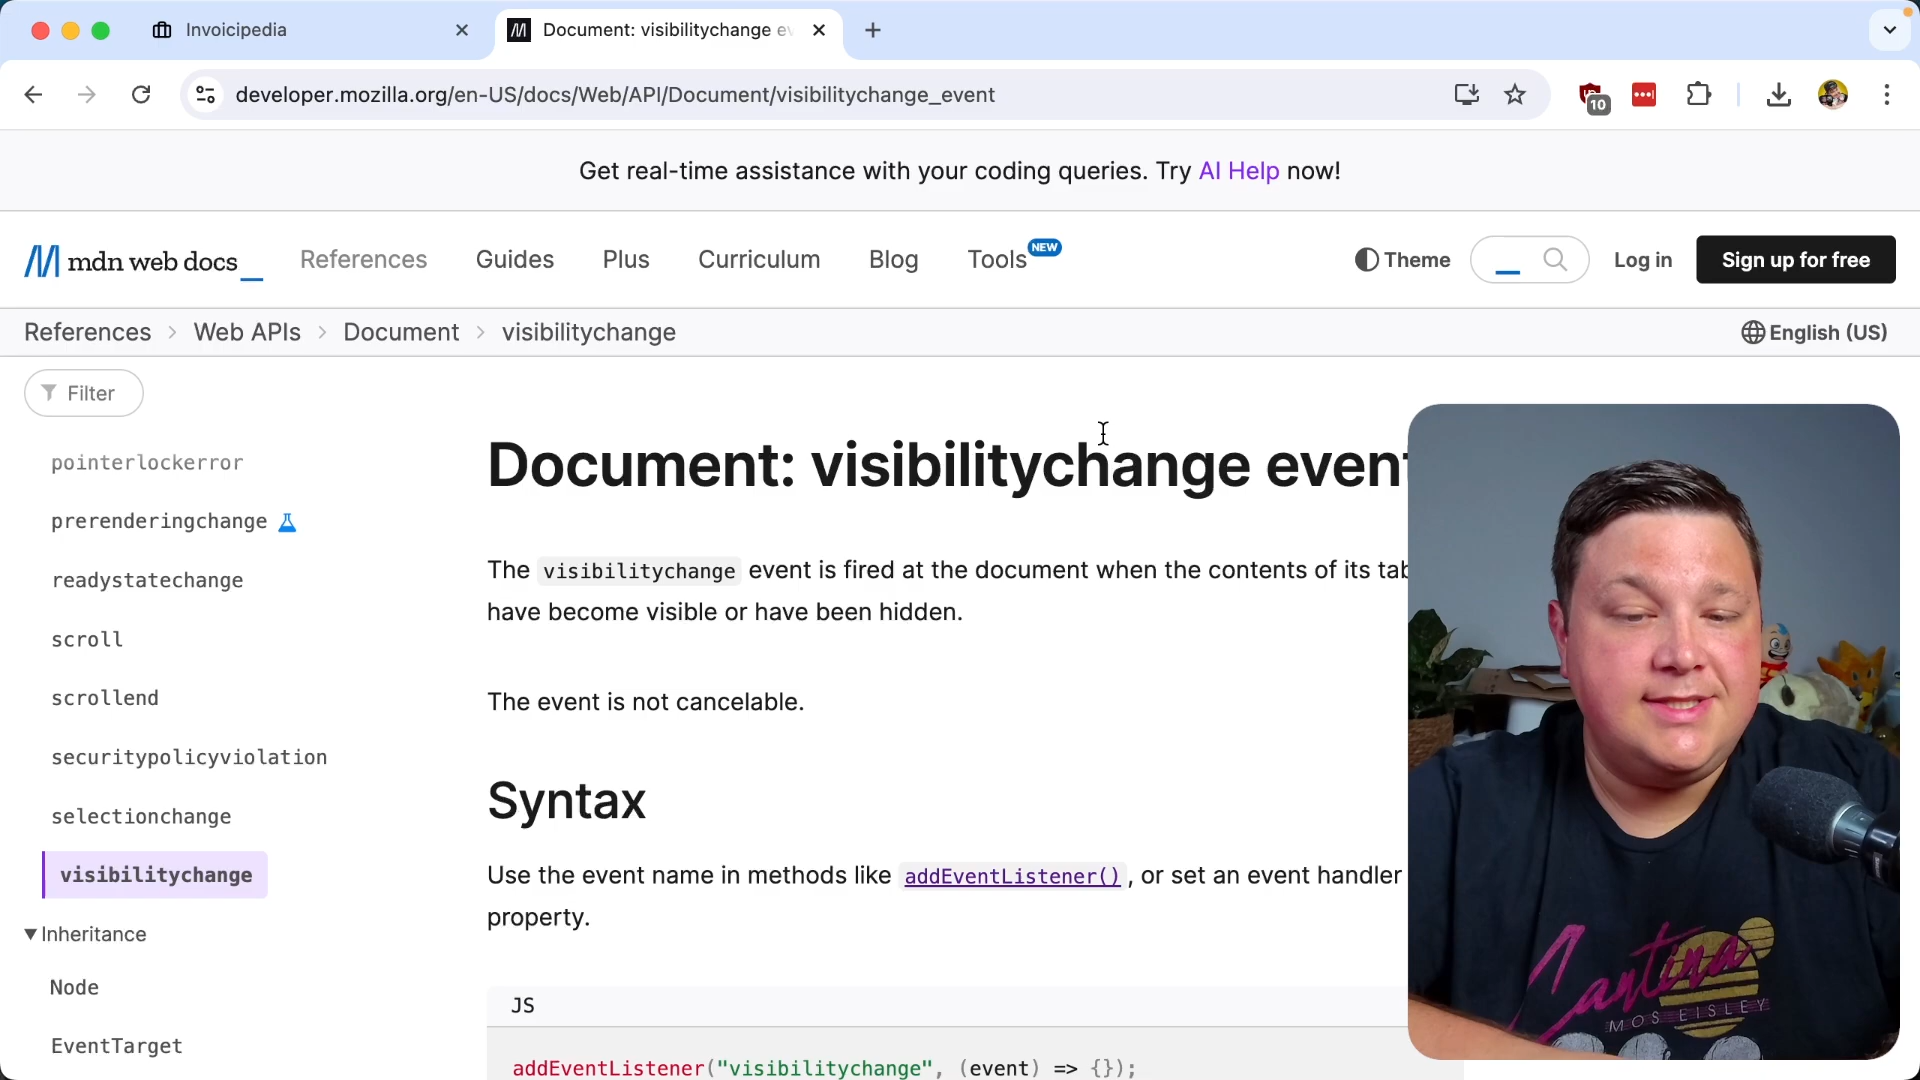 Invoicipedia
Document: visibilitychange ev
developer.mozilla.org/en-US/docs/Web/API/Document/visibilitychange_event
10
Get real-time assistance with your coding queries. Try AI Help now!
mdn web docs_
References
Guides
Plus
Curriculum
Blog
Tools
NEW
Theme
Log in
Sign up for free
References > Web APIs > Document > visibilitychange
English (US)
Filter
pointerlockerror
prerenderingchange
readystatechange
scroll
scrollend
securitypolicyviolation
selectionchange
visibilitychange
Inheritance
Node
EventTarget
Document: visibilitychange event
The visibilitychange event is fired at the document when the contents of its tab
have become visible or have been hidden.
The event is not cancelable.
Syntax
Use the event name in methods like addEventListener(), or set an event handler
property.
JS
addEventListener("visibilitychange", (event) => {});
Cantina
MOS EISLEY